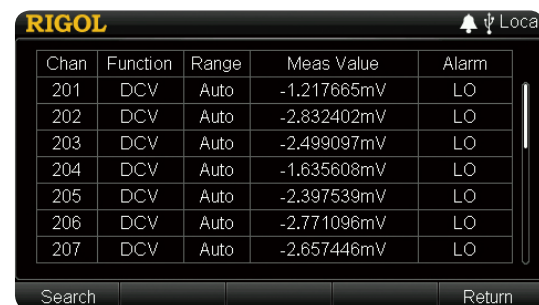 RIGOL Loca
Chan Function Range Meas Value Alarm
201 DCV Auto -1.217665mV LO
202 DCV Auto -2.832402mV LO
203 DCV Auto -2.499097mV LO
204 DCV Auto -1.635608mV LO
205 DCV Auto -2.397539mV LO
206 DCV Auto -2.771096mV LO
207 DCV Auto -2.657446mV LO
Search Return